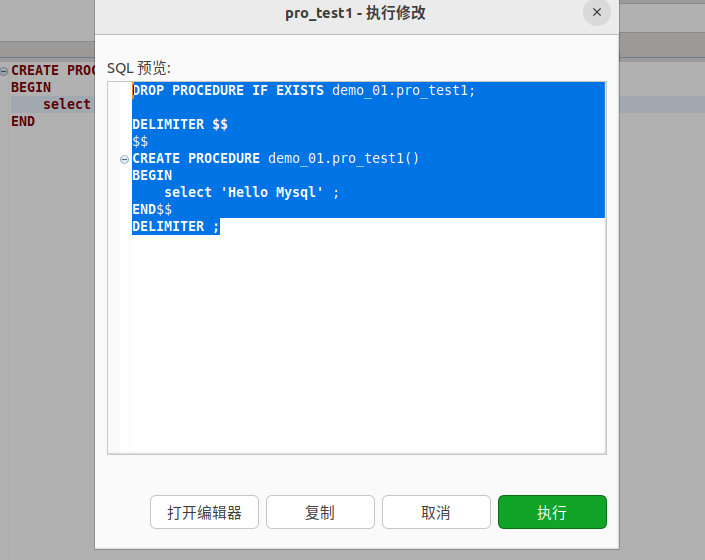 pro_test1 - 执行修改
CREATE PROC
BEGIN
select
END
SQL 预览:
DROP PROCEDURE IF EXISTS demo_01.pro_test1;
DELIMITER $$
$$
CREATE PROCEDURE demo_01.pro_test1()
BEGIN
select 'Hello Mysql' ;
END$$
DELIMITER ;
打开编辑器
复制
取消
执行